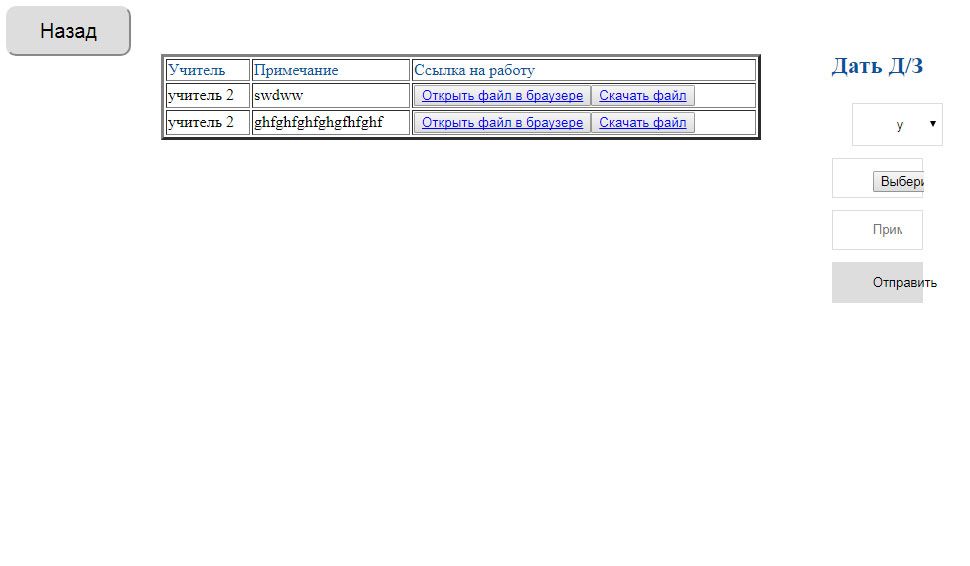 Назад
Учитель Примечание Ссылка на работу
учитель 2 swdww Открыть файл в браузере Скачать файл
учитель 2 ghfghfghfghgfhfghf Открыть файл в браузере Скачать файл
Дать Д/З
у
Выбери
Прим
Отправить